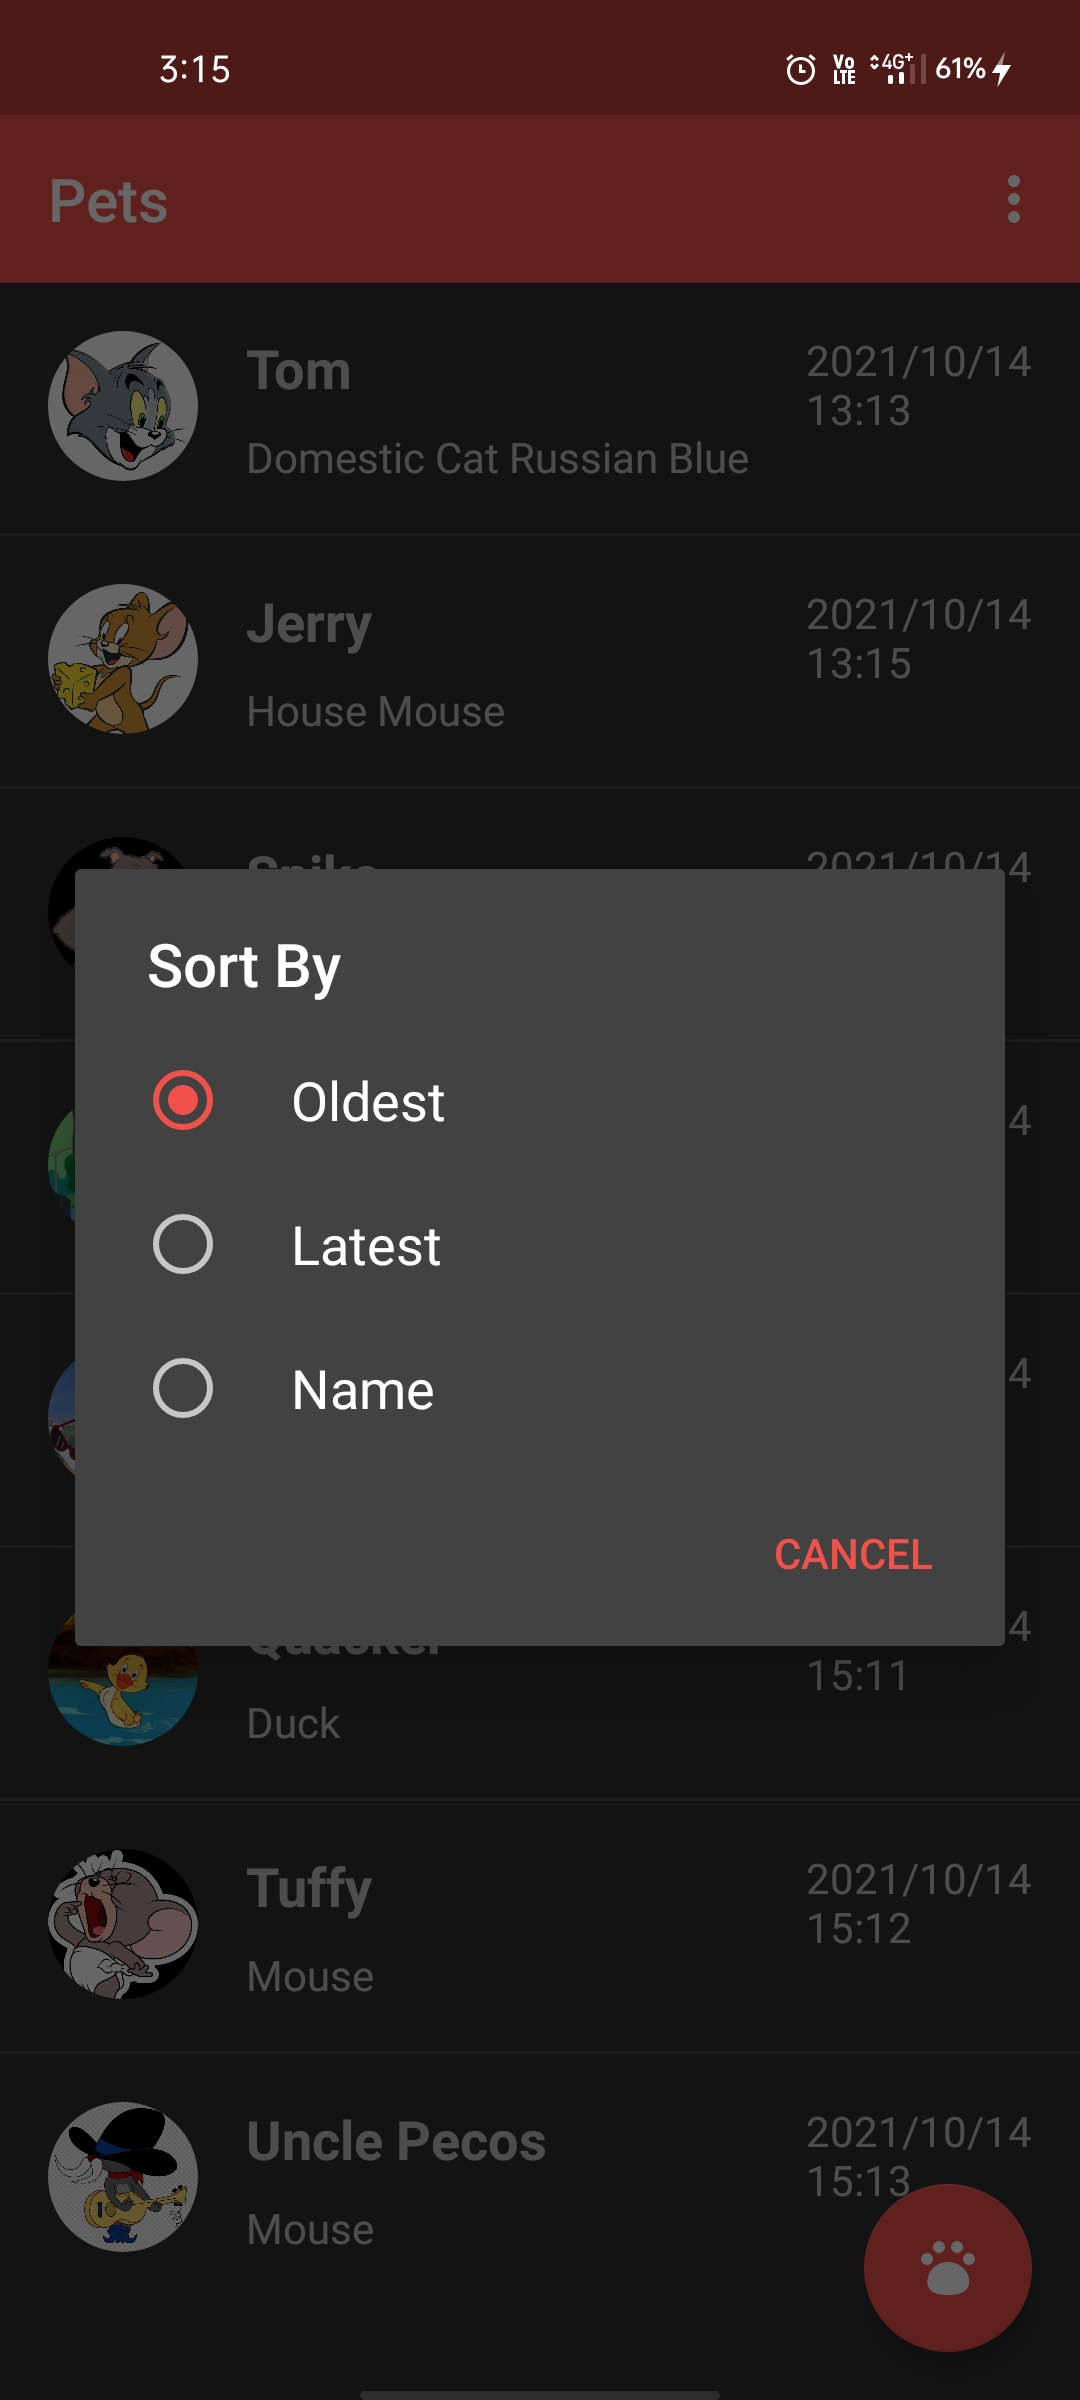 3:15 Vo LTE 4G+ 61%
Pets
Tom 2021/10/14
13:13
Domestic Cat Russian Blue
Jerry 2021/10/14
13:15
House Mouse
Spike 2021/10/14
Sort By
Oldest
4
Latest
Name
4
CANCEL
Quacker 4
15:11
Duck
Tuffy 2021/10/14
15:12
Mouse
Uncle Pecos 2021/10/14
15:13
Mouse